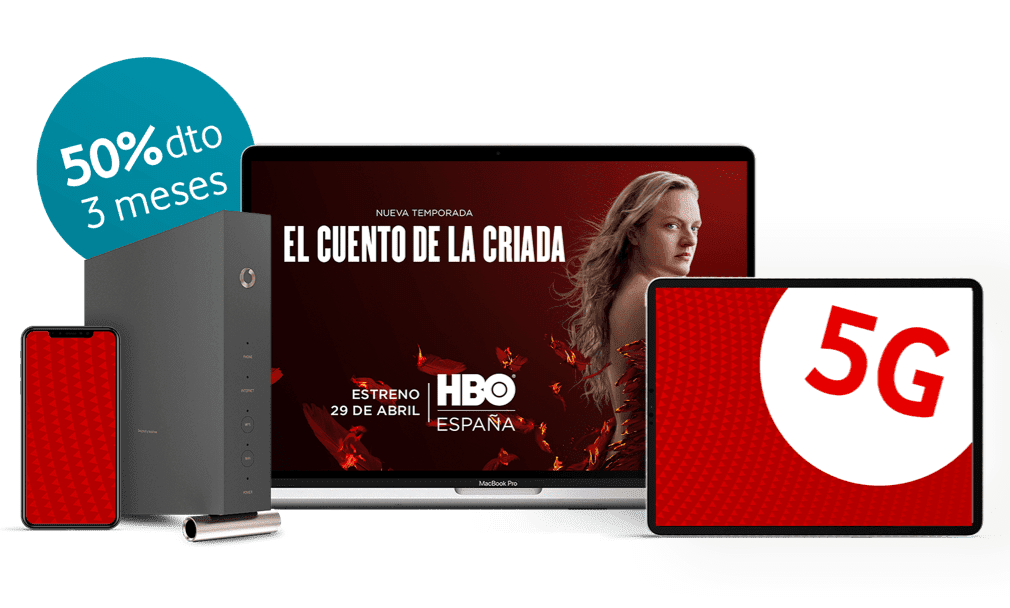 50% dto
3 meses
NUEVA TEMPORADA
EL CUENTO DE LA CRIADA
ESTRENO
29 DE ABRIL
HBO®
ESPAÑA
MacBook Pro
5G